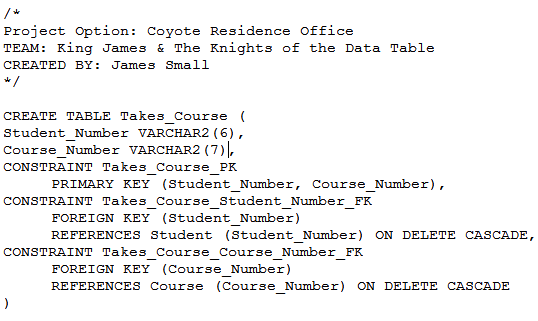 /*
Project Option: Coyote Residence Office
TEAM: King James & The Knights of the Data Table
CREATED BY: James Small
*/

CREATE TABLE Takes_Course (
Student_Number VARCHAR2(6),
Course_Number VARCHAR2(7),
CONSTRAINT Takes_Course_PK
PRIMARY KEY (Student_Number, Course_Number),
CONSTRAINT Takes_Course_Student_Number_FK
FOREIGN KEY (Student_Number)
REFERENCES Student (Student_Number) ON DELETE CASCADE,
CONSTRAINT Takes_Course_Course_Number_FK
FOREIGN KEY (Course_Number)
REFERENCES Course (Course_Number) ON DELETE CASCADE
)